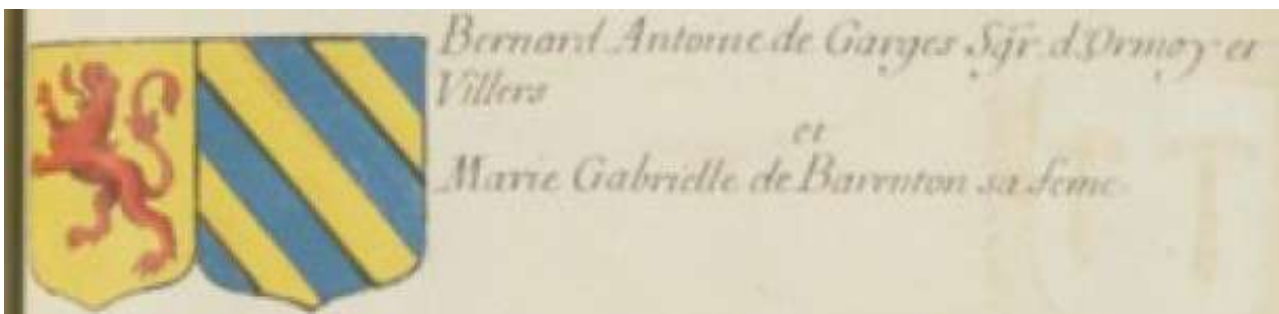 Bernard Antoine de Garges Sgr. d'Ormoy et
Villers
et
Marie Gabrielle de Barenton sa feme